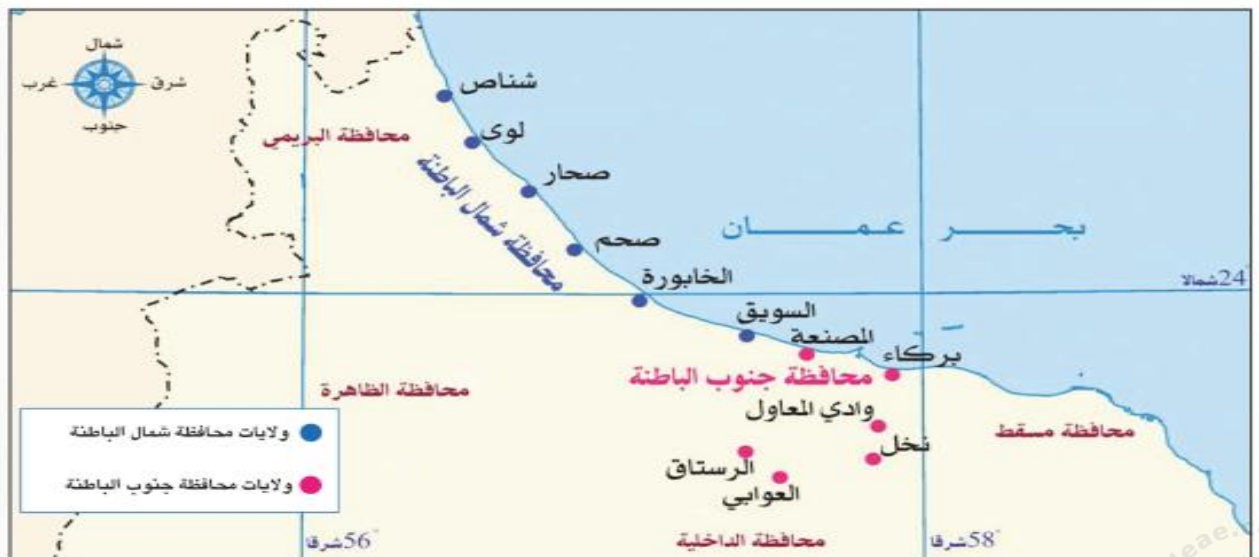 شمال
شرق
غرب
جنوب
شناص
محافظة البريمي
لوى
صحار
محافظة شمال الباطنة
بحر عمان
صحم
الخابورة
24°شمالا
السويق
المصنعة
بركاء
محافظة جنوب الباطنة
محافظة الظاهرة
وادي المعاول
محافظة مسقط
نخل
الرستاق
العوابي
ولايات محافظة شمال الباطنة
ولايات محافظة جنوب الباطنة
محافظة الداخلية
58°شرقا
56°شرقا